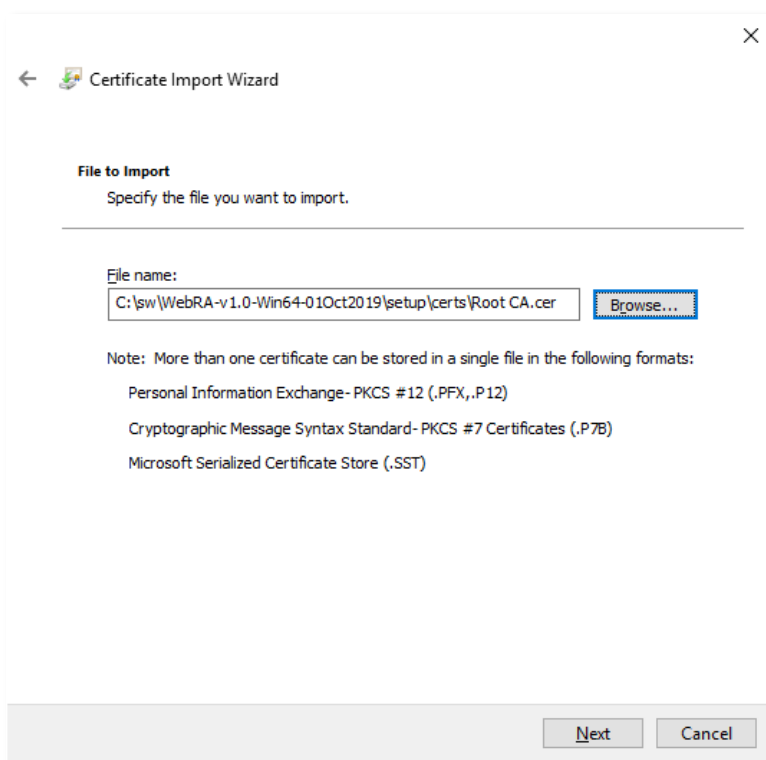 Certificate Import Wizard
File to Import
Specify the file you want to import.
File name:
C:\sw\WebRA-v1.0-Win64-01Oct2019\setup\certs\Root CA.cer
Browse...
Note: More than one certificate can be stored in a single file in the following formats:
Personal Information Exchange- PKCS #12 (.PFX,.P12)
Cryptographic Message Syntax Standard- PKCS #7 Certificates (.P7B)
Microsoft Serialized Certificate Store (.SST)
Next
Cancel